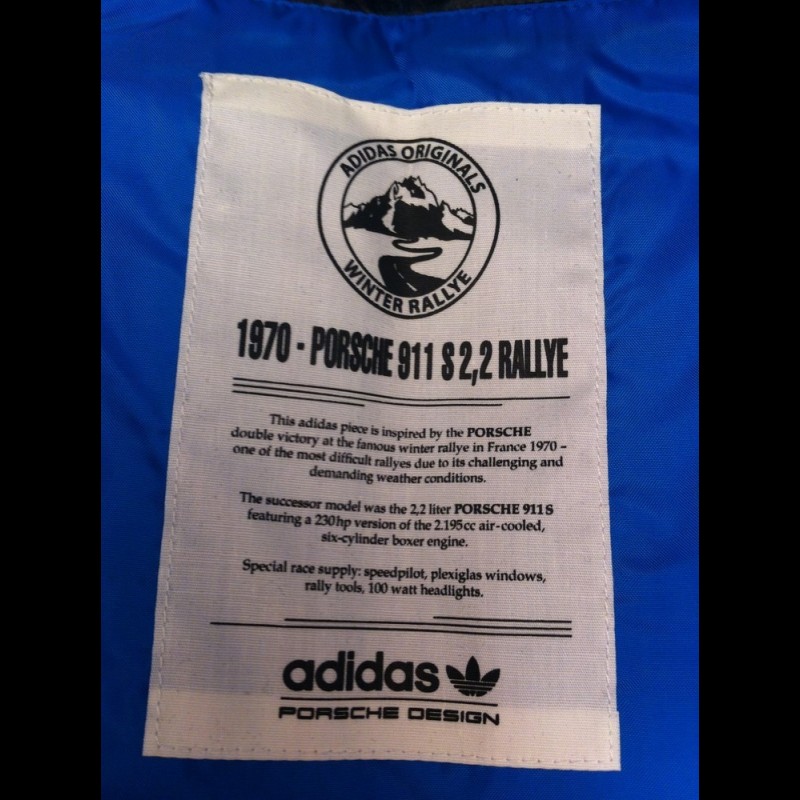 ADIDAS ORIGINALS
WINTER RALLYE
1970 - PORSCHE 911 S 2,2 RALLYE
This adidas piece is inspired by the PORSCHE
double victory at the famous winter rallye in France 1970 –
one of the most difficult rallyes due to its challenging and
demanding weather conditions.
The successor model was the 2,2 liter PORSCHE 911 S
featuring a 230hp version of the 2.195cc air-cooled,
six-cylinder boxer engine.
Special race supply: speedpilot, plexiglas windows,
rally tools, 100 watt headlights.
adidas
PORSCHE DESIGN